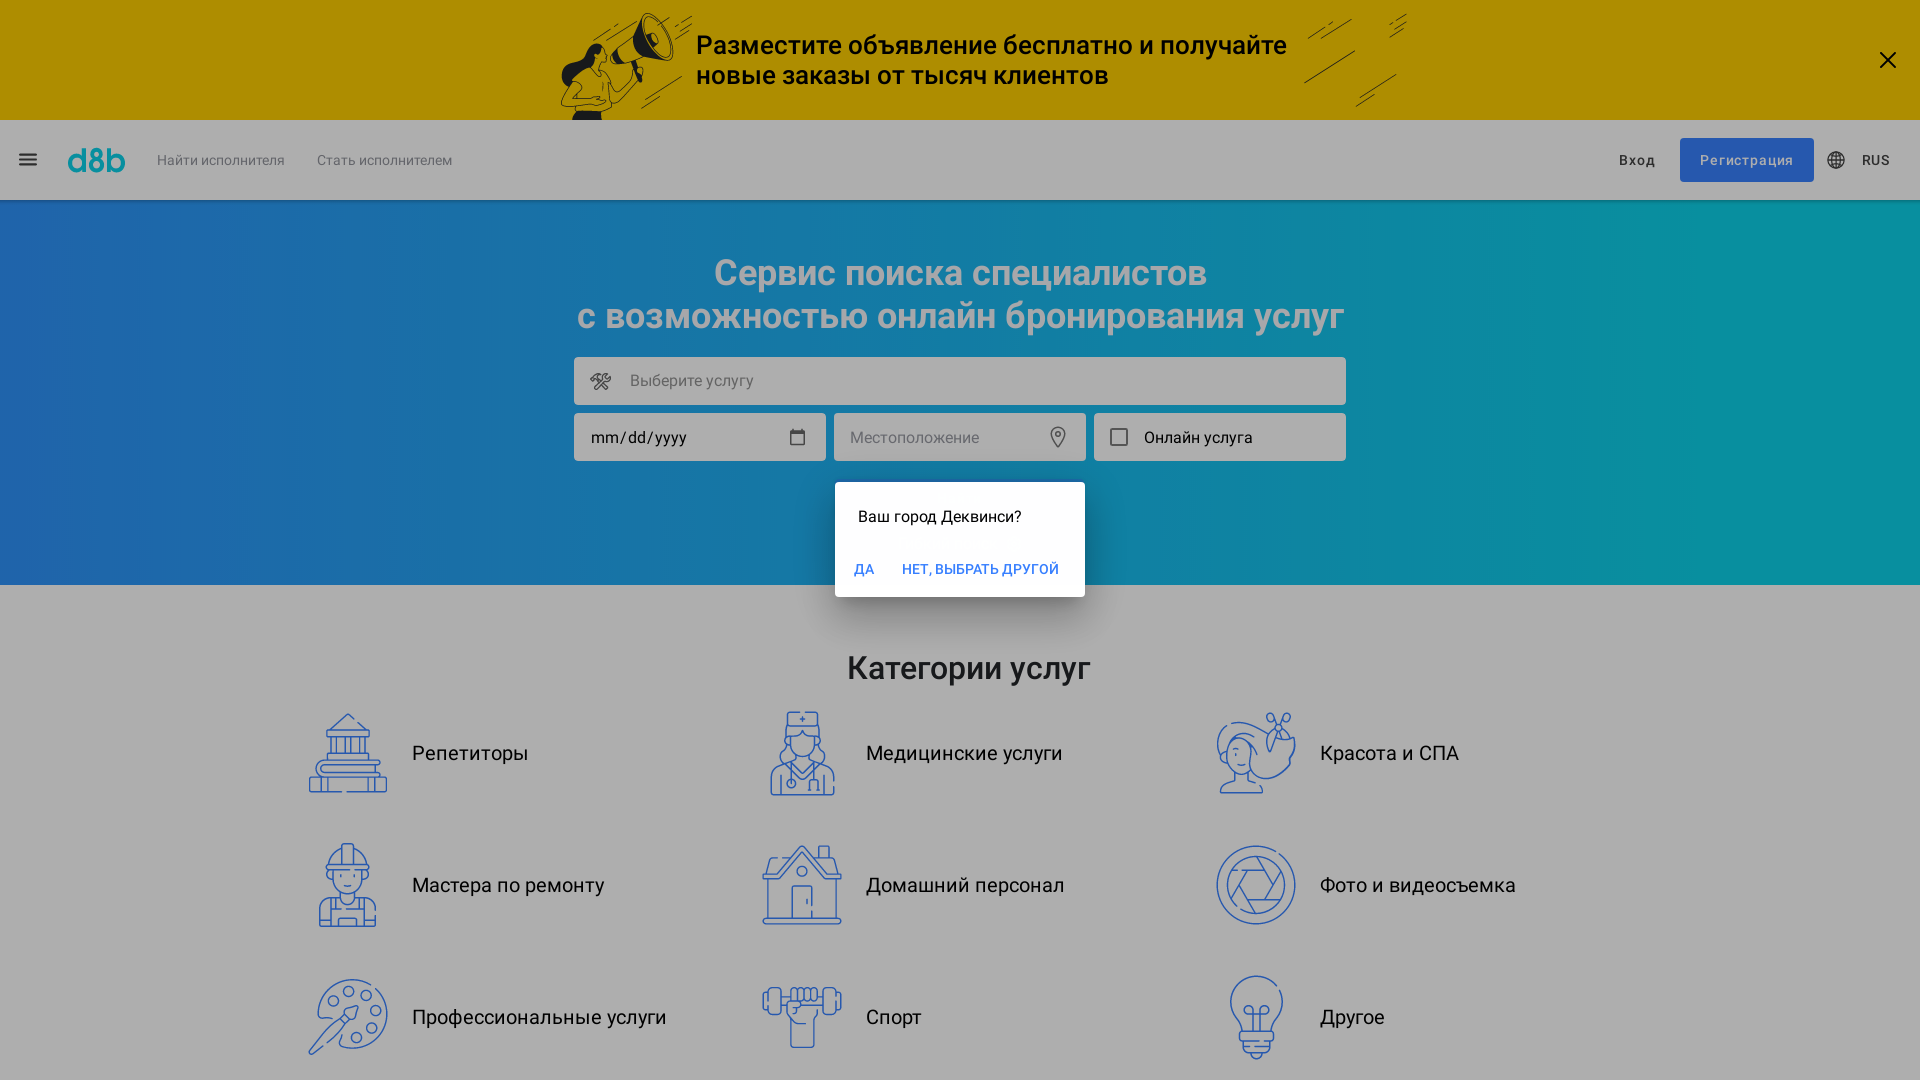 Разместите объявление бесплатно и получайте
новые заказы от тысяч клиентов
d8b
Найти исполнителя
Стать исполнителем
Вход
Регистрация
RUS
Сервис поиска специалистов
с возможностью онлайн бронирования услуг
Выберите услугу
mm/dd/yyyy
Местоположение
Онлайн услуга
Ваш город Деквинси?
ДА
НЕТ, ВЫБРАТЬ ДРУГОЙ
Категории услуг
Репетиторы
Медицинские услуги
Красота и СПА
Мастера по ремонту
Домашний персонал
Фото и видеосъемка
Профессиональные услуги
Спорт
Другое